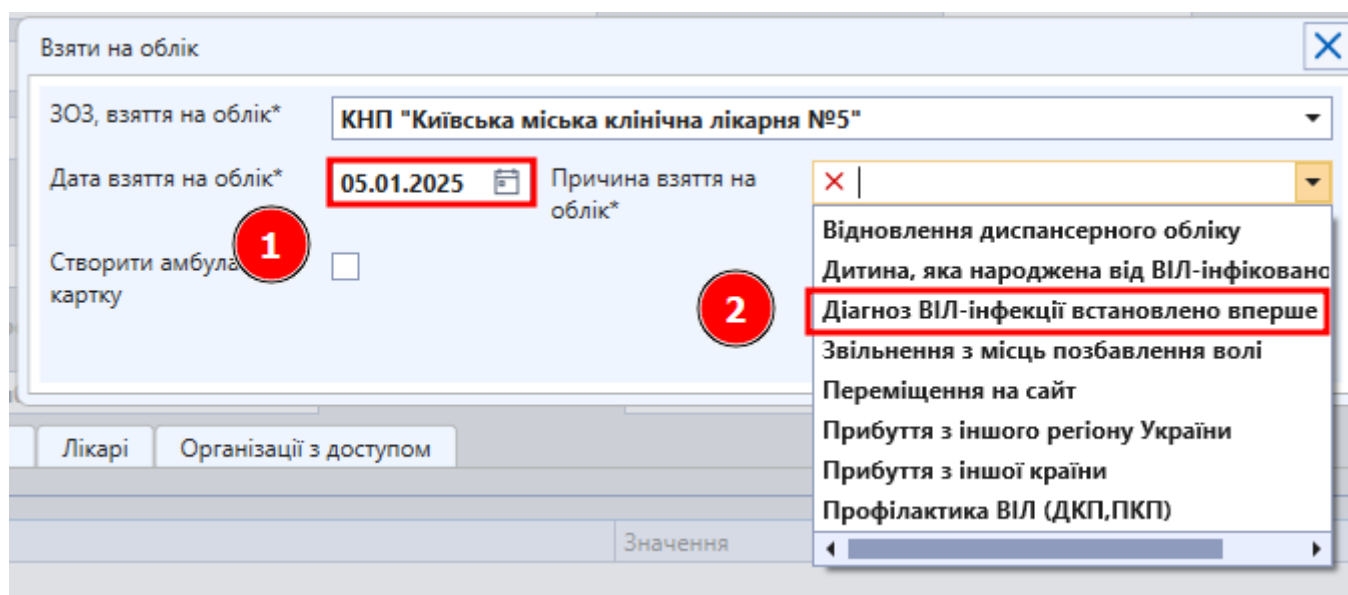 Взяти на облік
ЗОЗ, взяття на облік*
КНП "Київська міська клінічна лікарня №5"
Дата взяття на облік*
05.01.2025
Причина взяття на
облік*
1
Створити
картку
2
Відновлення диспансерного обліку
Дитина, яка народжена від ВІЛ-інфіковано
Діагноз ВІЛ-інфекції встановлено вперше
Звільнення з місць позбавлення волі
Переміщення на сайт
Прибуття з іншого регіону України
Прибуття з іншої країни
Профілактика ВІЛ (ДКП,ПКП)
Лікарі
Організації з доступом
Значення